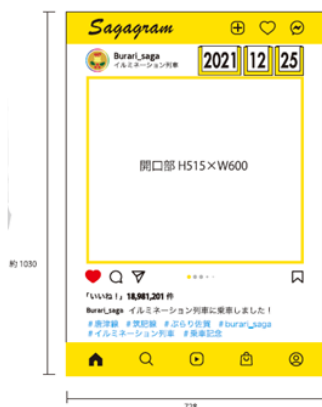 Sagagram
Burari_saga
イルミネーション列車
2021 12 25
開口部 H515×W600
約1030
「いいね！」18,981,201 件
Burari_saga イルミネーション列車に乗車しました！
#唐津線 #筑肥線 #ぶらり佐賀 #burari_saga
#イルミネーション列車 #乗車記念
728